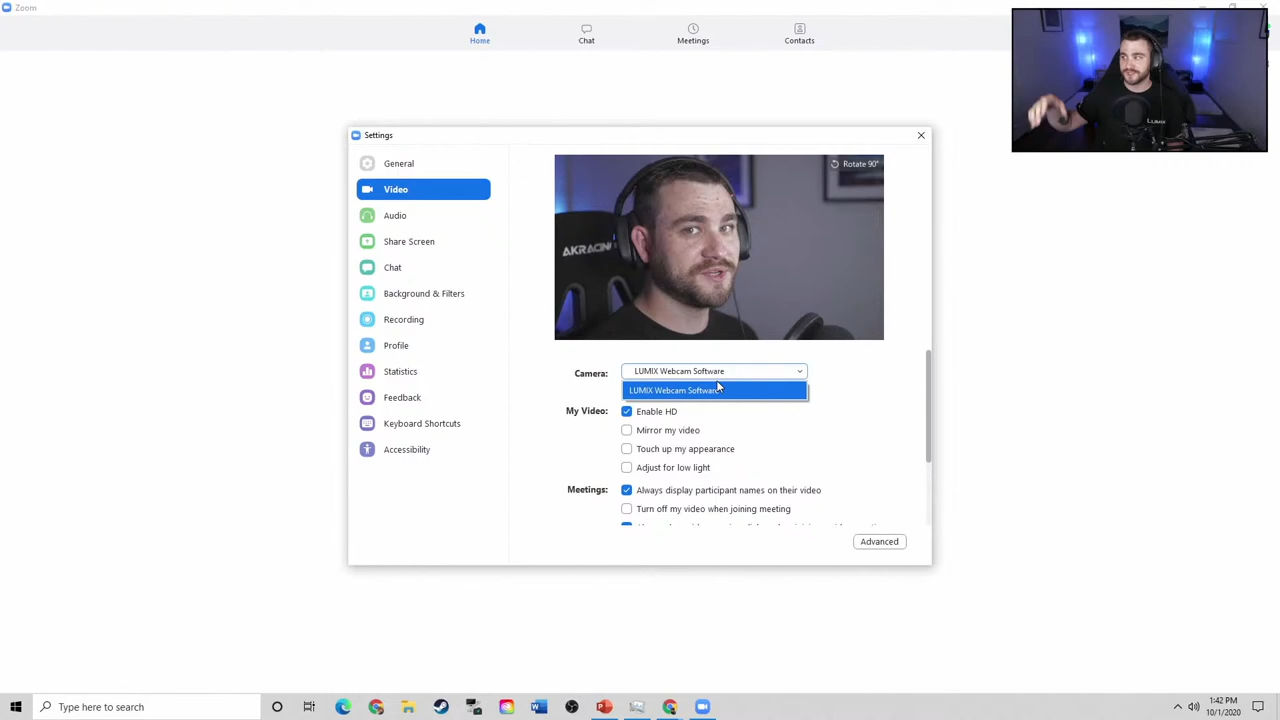 Zoom
Home
Chat
Meetings
Contacts
LUMIX
Settings
General
Video
Audio
Share Screen
Chat
Background & Filters
Recording
Profile
Statistics
Feedback
Keyboard Shortcuts
Accessibility
Rotate 90°
AKRACING
Camera:
LUMIX Webcam Software
LUMIX Webcam Software
My Video:
Enable HD
Mirror my video
Touch up my appearance
Adjust for low light
Meetings:
Always display participant names on their video
Turn off my video when joining meeting
Advanced
Type here to search
1:42 PM
10/1/2020